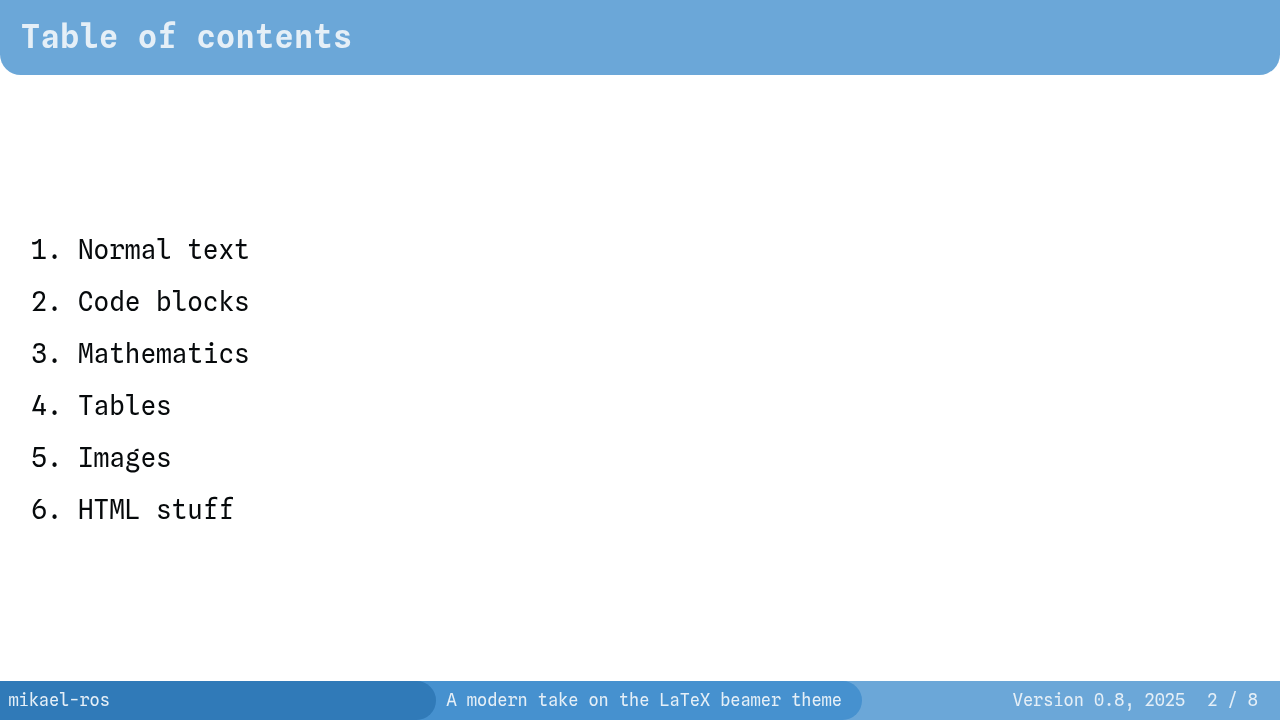 Table of contents
1. Normal text
2. Code blocks
3. Mathematics
4. Tables
5. Images
6. HTML stuff
mikael-ros A modern take on the LaTeX beamer theme Version 0.8, 2025 2 / 8